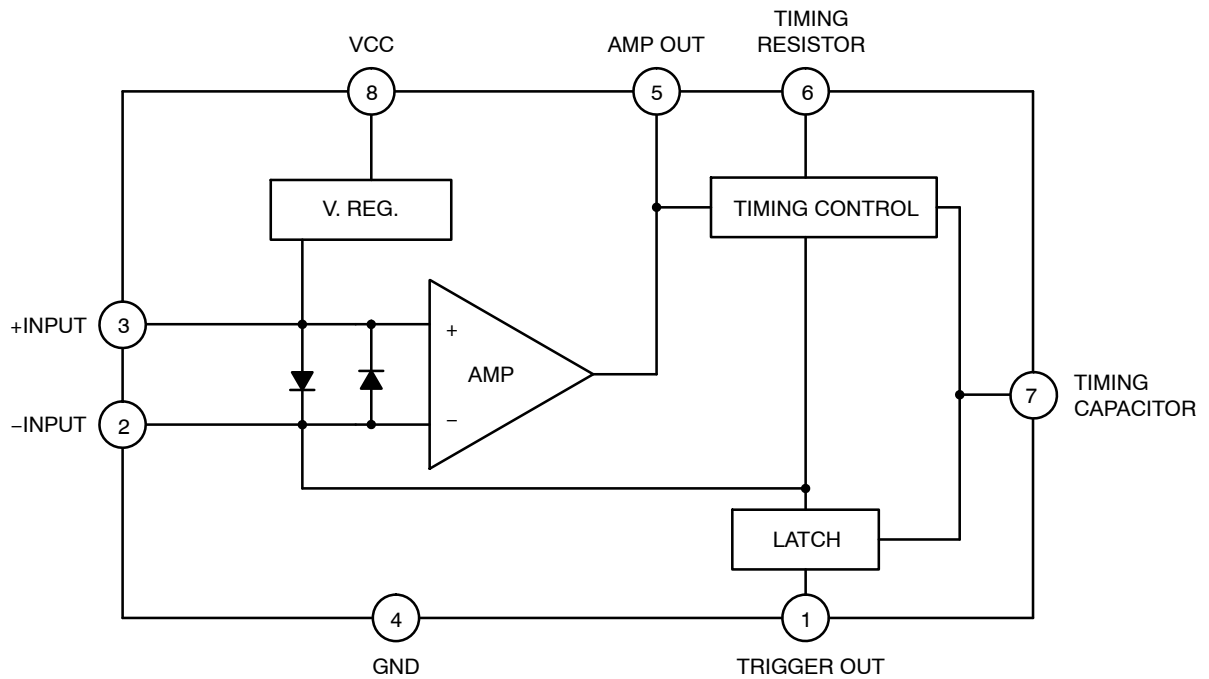 VCC
AMP OUT
TIMING
RESISTOR
8
5
6
V. REG.
TIMING CONTROL
+INPUT
3
+
AMP
−
−INPUT
2
7
TIMING
CAPACITOR
LATCH
4
1
GND
TRIGGER OUT